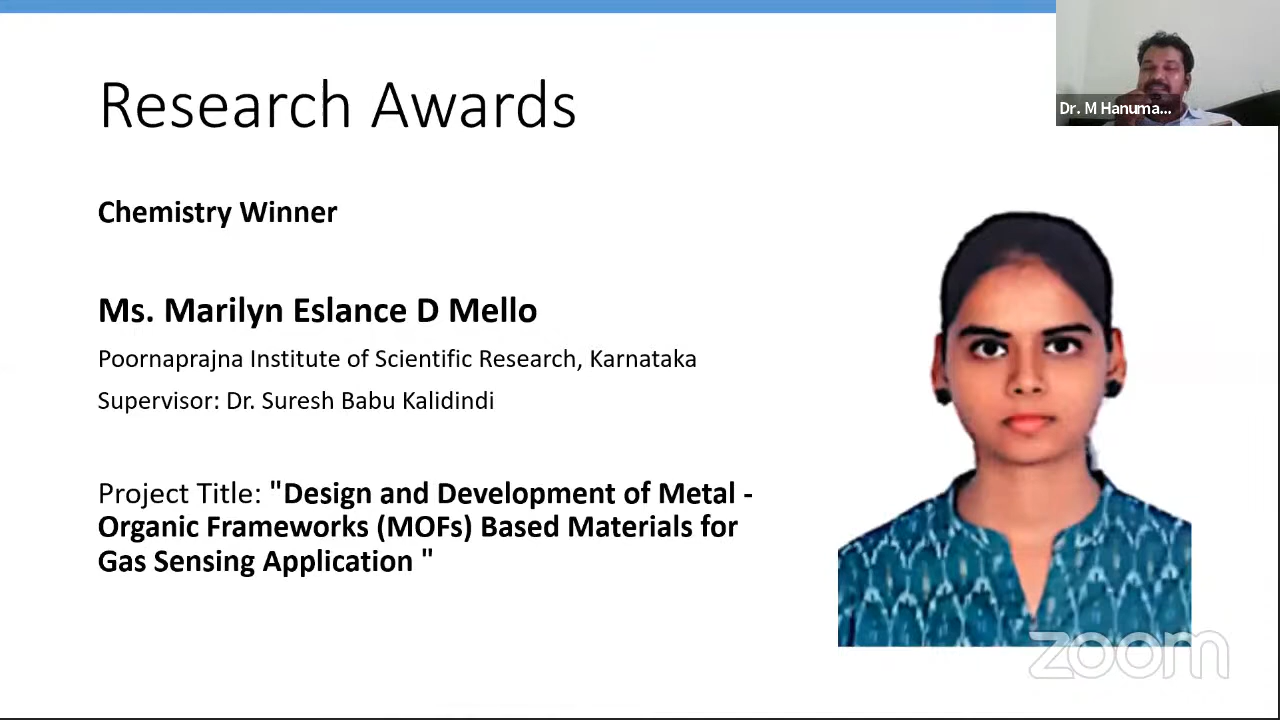 Research Awards
Dr. M Hanuma...
Chemistry Winner
Ms. Marilyn Eslance D Mello
Poornaprajna Institute of Scientific Research, Karnataka
Supervisor: Dr. Suresh Babu Kalidindi
Project Title: "Design and Development of Metal -
Organic Frameworks (MOFs) Based Materials for
Gas Sensing Application "
zoom